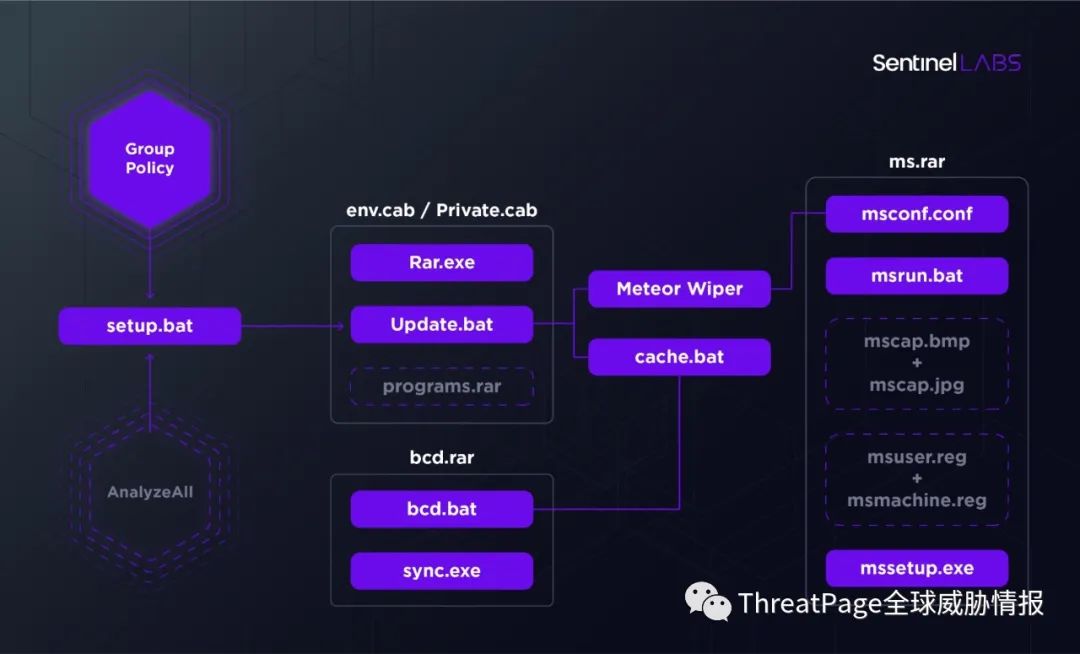 Sentinel LABS
Group
Policy
setup.bat
AnalyzeAll
env.cab / Private.cab
Rar.exe
Update.bat
programs.rar
bcd.rar
bcd.bat
sync.exe
Meteor Wiper
cache.bat
ms.rar
msconf.conf
msrun.bat
mscap.bmp
+
mscap.jpg
msuser.reg
+
msmachine.reg
mssetup.exe
ThreatPage全球威胁情报